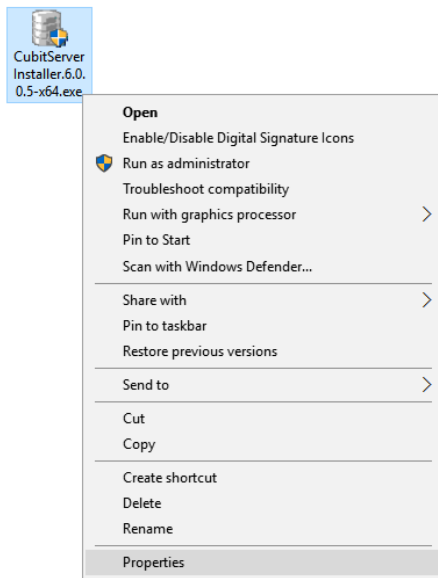 CubitServer
Installer.6.0.
0.5-x64.exe
Open
Enable/Disable Digital Signature Icons
Run as administrator
Troubleshoot compatibility
Run with graphics processor
Pin to Start
Scan with Windows Defender...
Share with
Pin to taskbar
Restore previous versions
Send to
Cut
Copy
Create shortcut
Delete
Rename
Properties